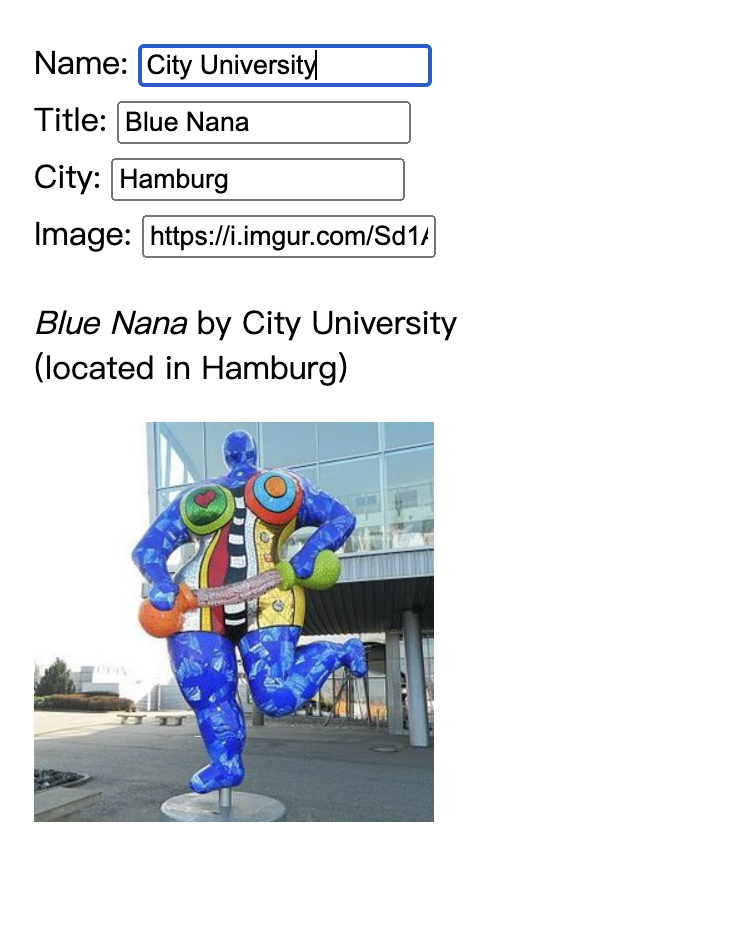 Name: City University
Title: Blue Nana
City: Hamburg
Image: https://i.imgur.com/Sd1
Blue Nana by City University
(located in Hamburg)